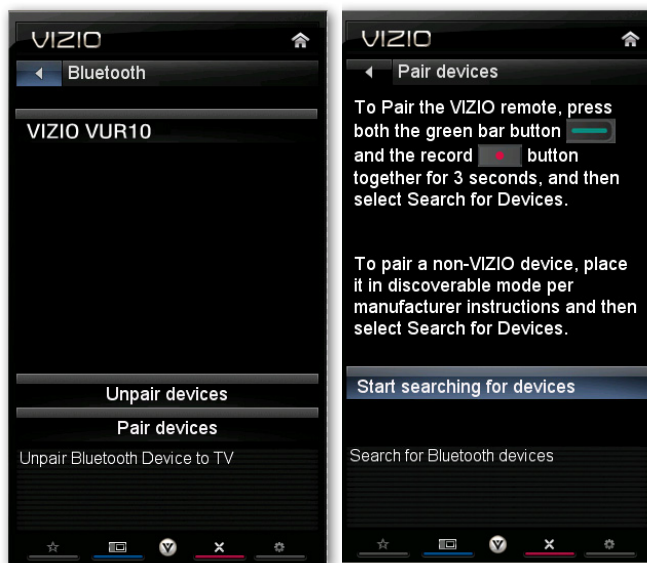 VIZIO
Bluetooth
VIZIO VUR10
Unpair devices
Pair devices
Unpair Bluetooth Device to TV
VIZIO
Pair devices
To Pair the VIZIO remote, press
both the green bar button
and the record button
together for 3 seconds, and then
select Search for Devices.
To pair a non-VIZIO device, place
it in discoverable mode per
manufacturer instructions and then
select Search for Devices.
Start searching for devices
Search for Bluetooth devices